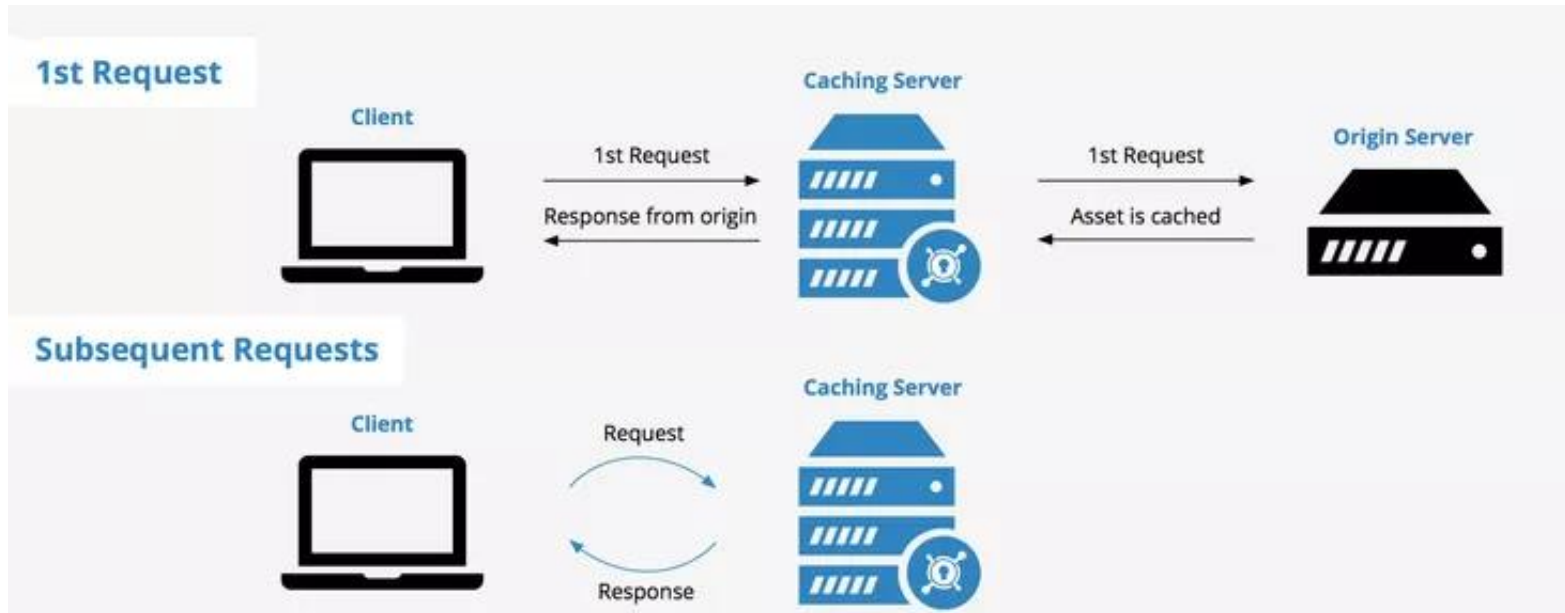 1st Request
Caching Server
Client
Origin Server
1st Request
1st Request
Response from origin
Asset is cached
Subsequent Requests
Caching Server
Client
Request
Response